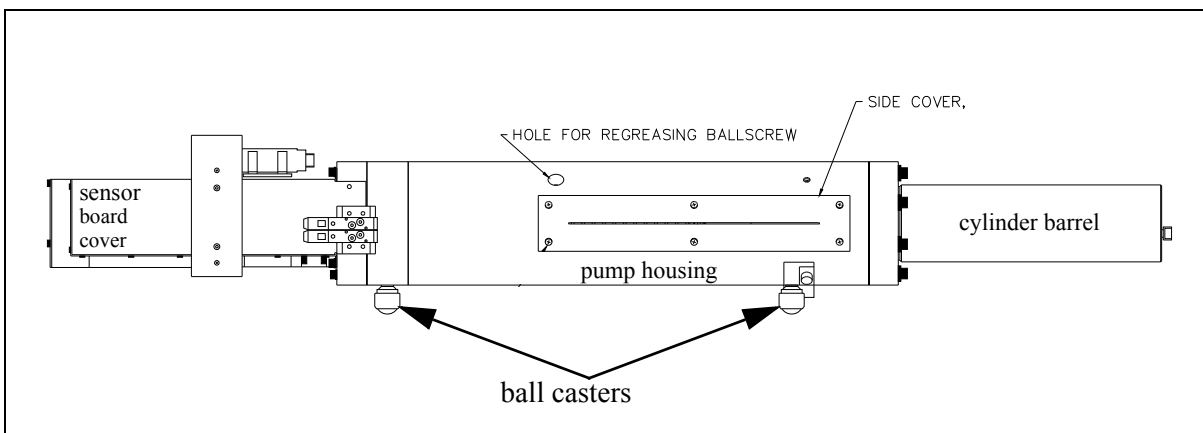 SIDE COVER,
HOLE FOR REGREASING BALLSCREW
sensor
board
cover
cylinder barrel
pump housing
ball casters